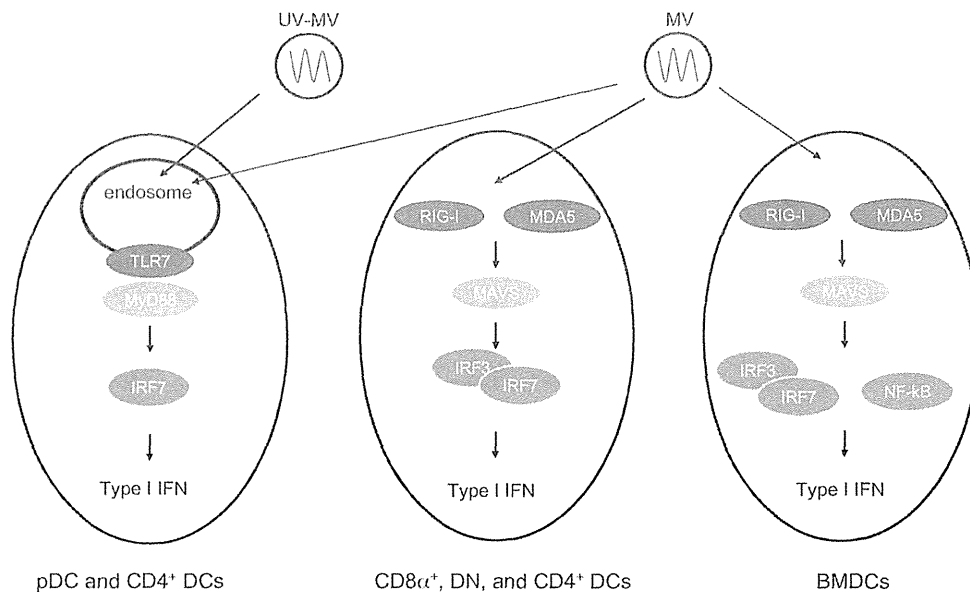 UV-MV
MV
endosome
TLR7
MyD88
IRF7
Type I IFN
pDC and CD4⁺ DCs
RIG-I
MDA5
MAVS
IRF3
IRF7
Type I IFN
CD8α⁺, DN, and CD4⁺ DCs
RIG-I
MDA5
MAVS
IRF3
IRF7
NF-kB
Type I IFN
BMDCs